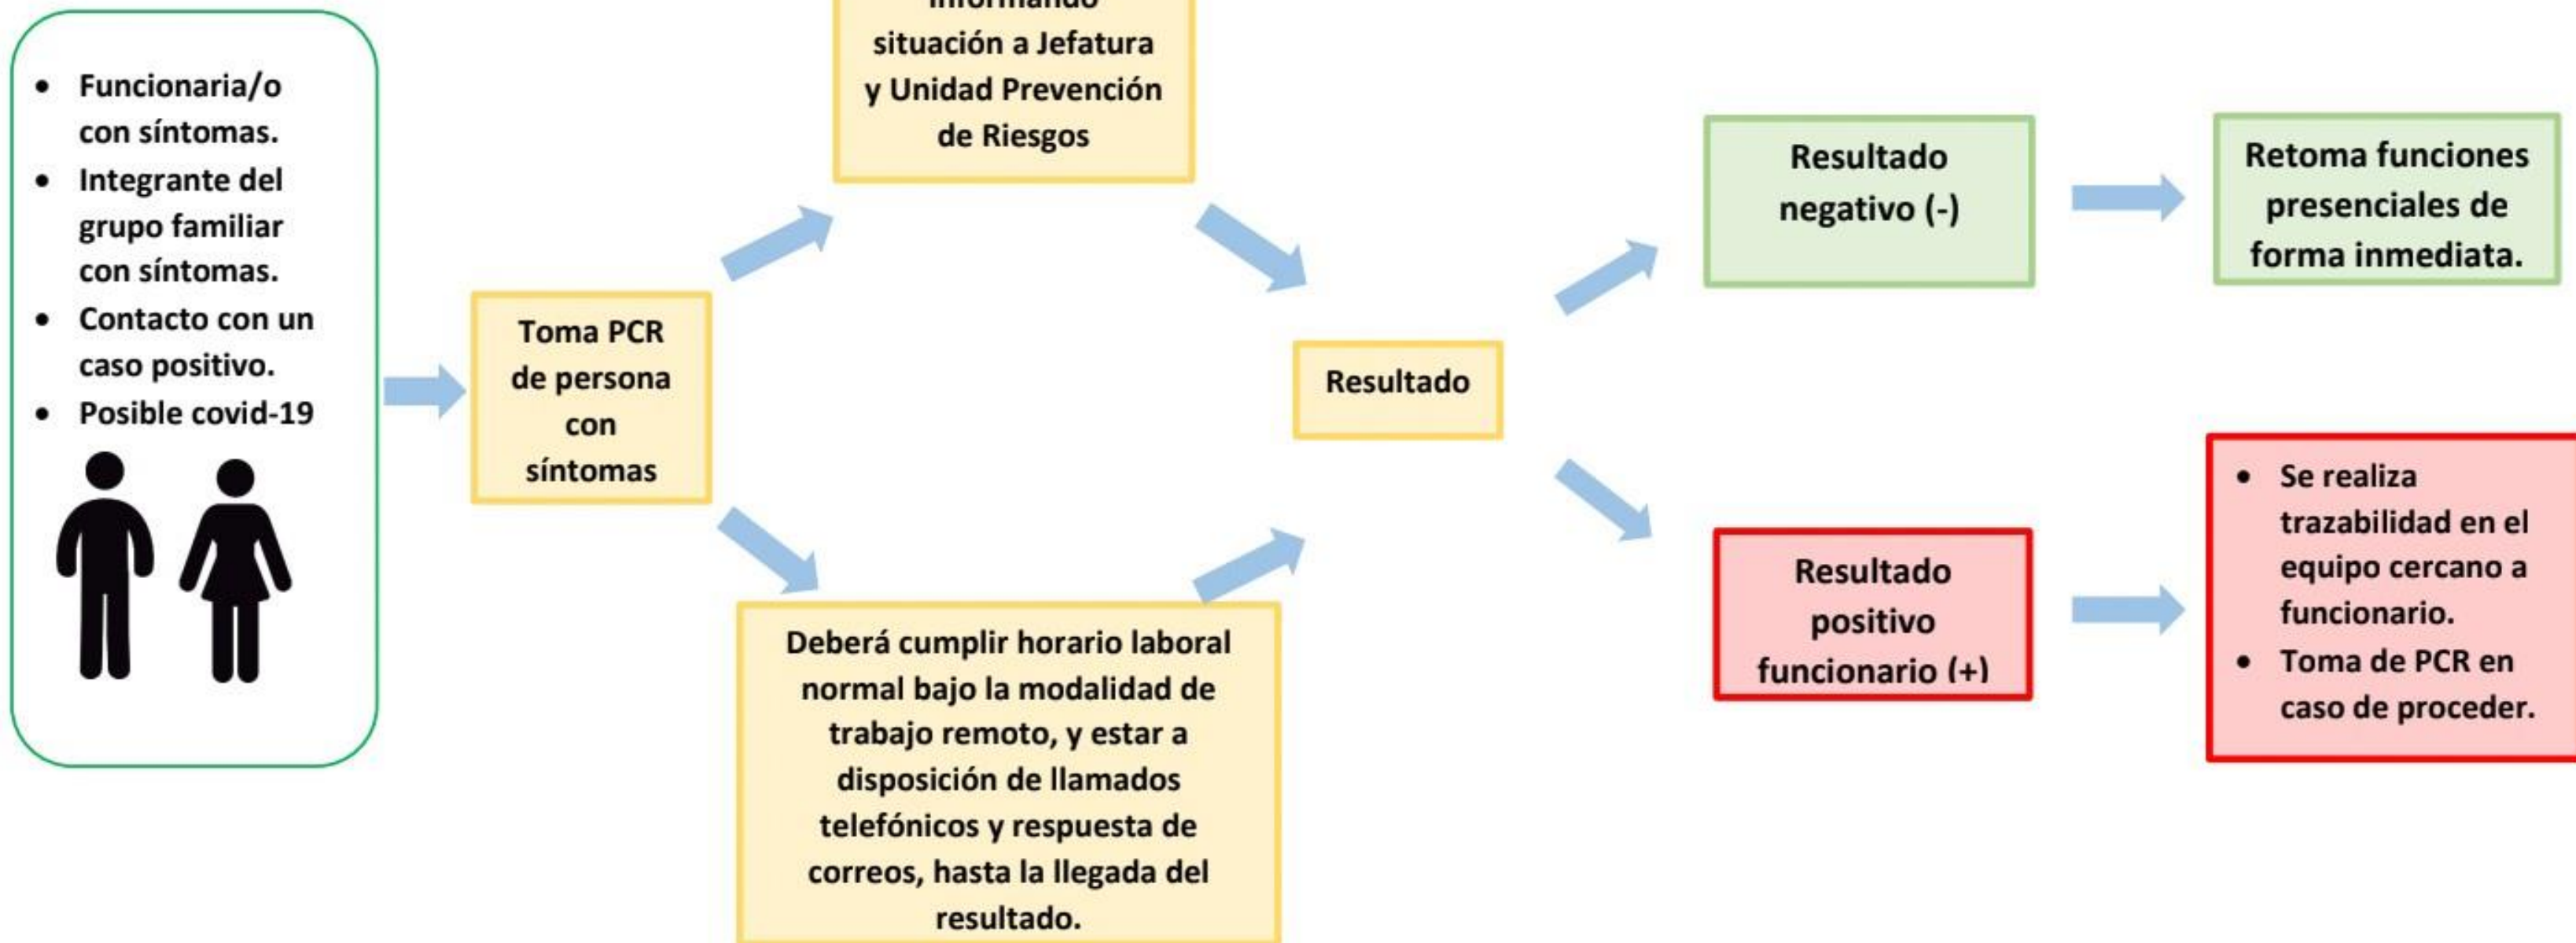 • Funcionaria/o
con síntomas.
• Integrante del
grupo familiar
con síntomas.
• Contacto con un
caso positivo.
• Posible covid-19
Toma PCR
de persona
con
síntomas
informando
situación a Jefatura
y Unidad Prevención
de Riesgos
Deberá cumplir horario laboral
normal bajo la modalidad de
trabajo remoto, y estar a
disposición de llamados
telefónicos y respuesta de
correos, hasta la llegada del
resultado.
Resultado
Resultado
negativo (-)
Retoma funciones
presenciales de
forma inmediata.
Resultado
positivo
funcionario (+)
• Se realiza
trazabilidad en el
equipo cercano a
funcionario.
• Toma de PCR en
caso de proceder.